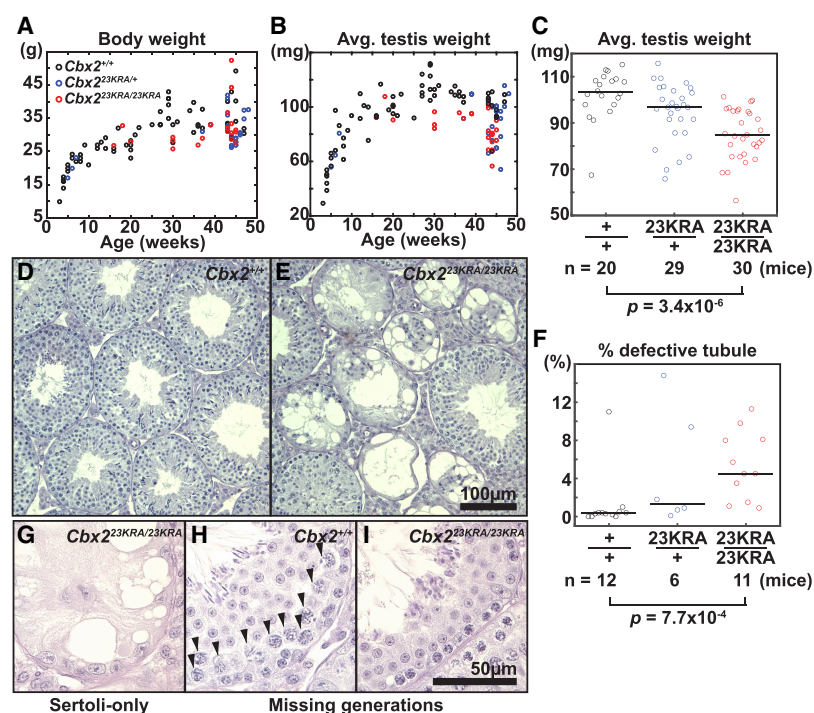 A
Body weight
(g)
Cbx2+/+
Cbx223KRA/+
Cbx223KRA/23KRA
45
35
25
15
5
0 10 20 30 40 50
Age (weeks)
B
Avg. testis weight
(mg)
100
60
20
0 10 20 30 40 50
Age (weeks)
C
Avg. testis weight
(mg)
110
90
70
50
+ 23KRA 23KRA
+ + 23KRA
n = 20 29 30 (mice)
p = 3.4x10-6
D
Cbx2+/+
E
Cbx223KRA/23KRA
100μm
F
% defective tubule
(%)
12
8
4
0
+ 23KRA 23KRA
+ + 23KRA
n = 12 6 11 (mice)
p = 7.7x10-4
G
Cbx223KRA/23KRA
H
Cbx2+/+
I
Cbx223KRA/23KRA
50μm
Sertoli-only
Missing generations